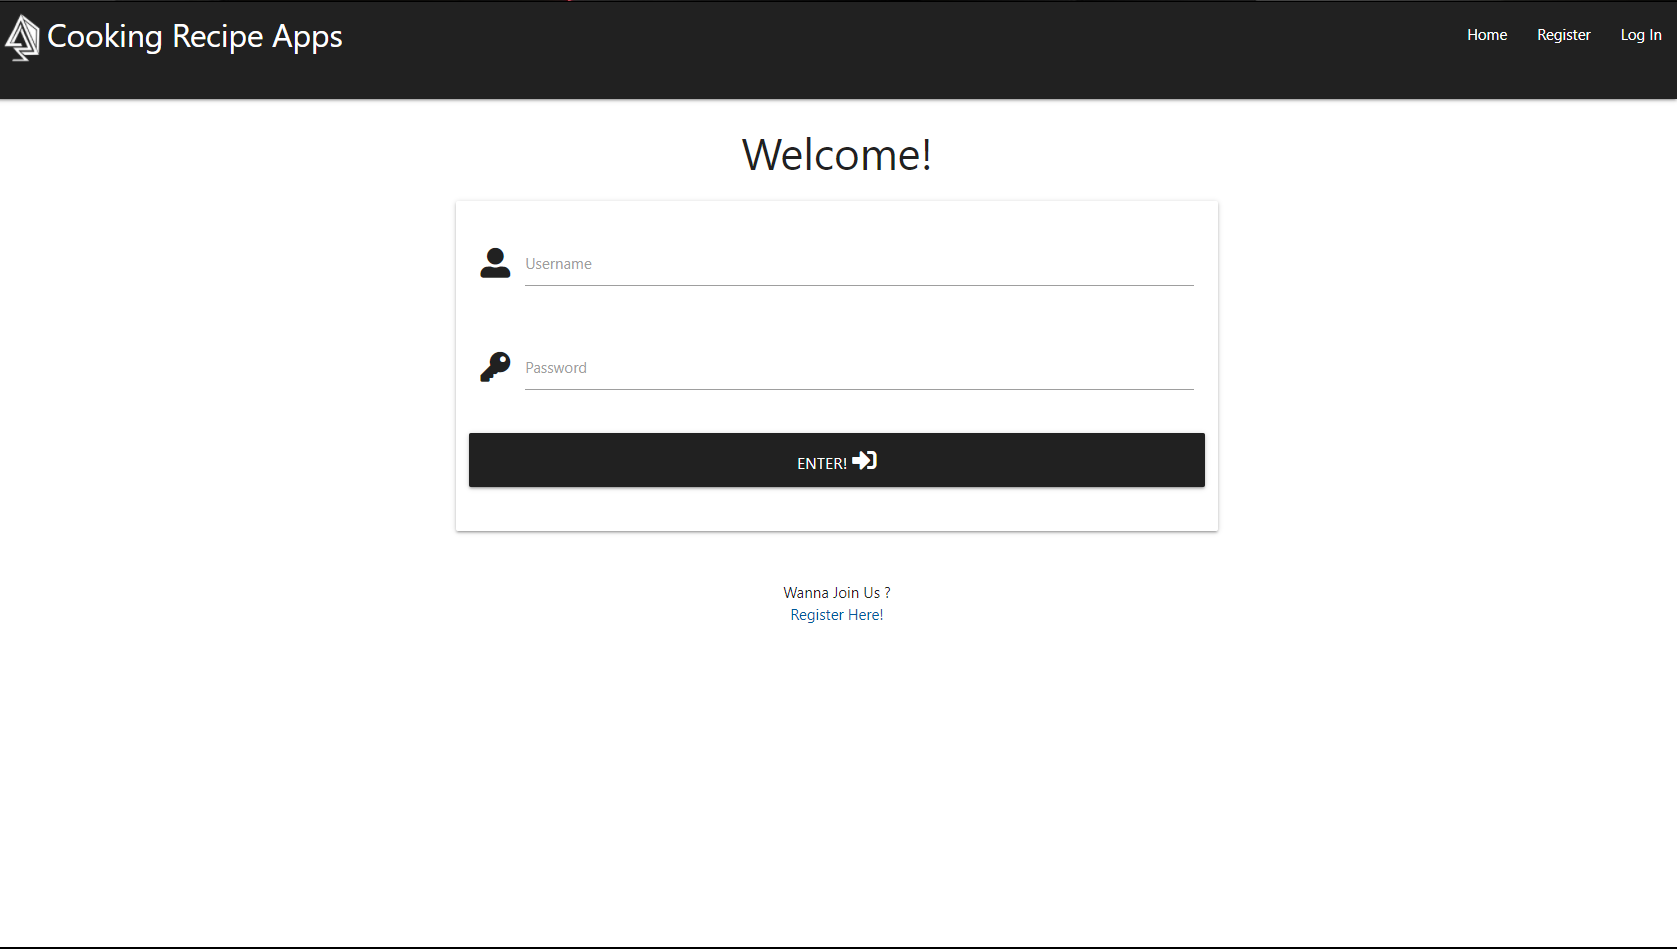 Cooking Recipe Apps
Home Register Log In
Welcome!
Username
Password
ENTER!
Wanna Join Us ?
Register Here!